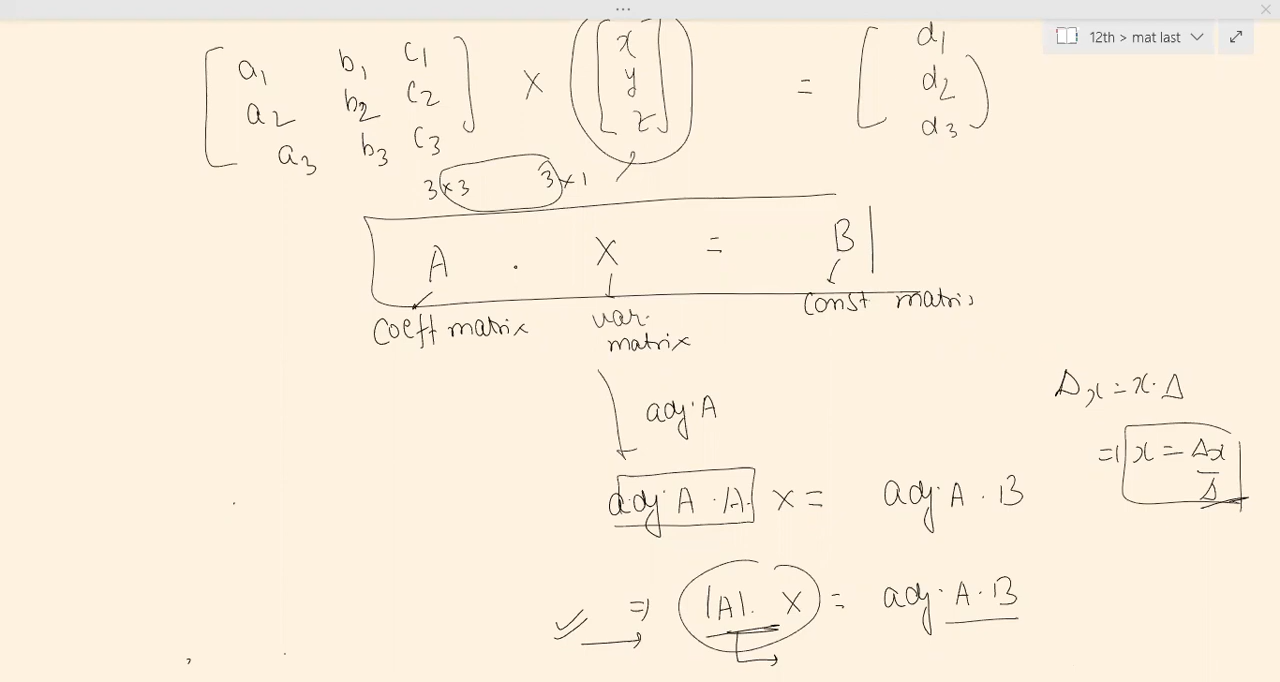 ...
12th > mat last
a₁ b₁ c₁
a₂ b₂ c₂
a₃ b₃ c₃
×
x
y
z
=
d₁
d₂
d₃
3×3 3×1
A . X = B
Coeff matrix
var.
matrix
Const matri
adj. A
adj. A . A. X = adj. A . B
⇒ |A|. X = adj. A . B
Δx = x . Δ
⇒ x = Δx
Δ